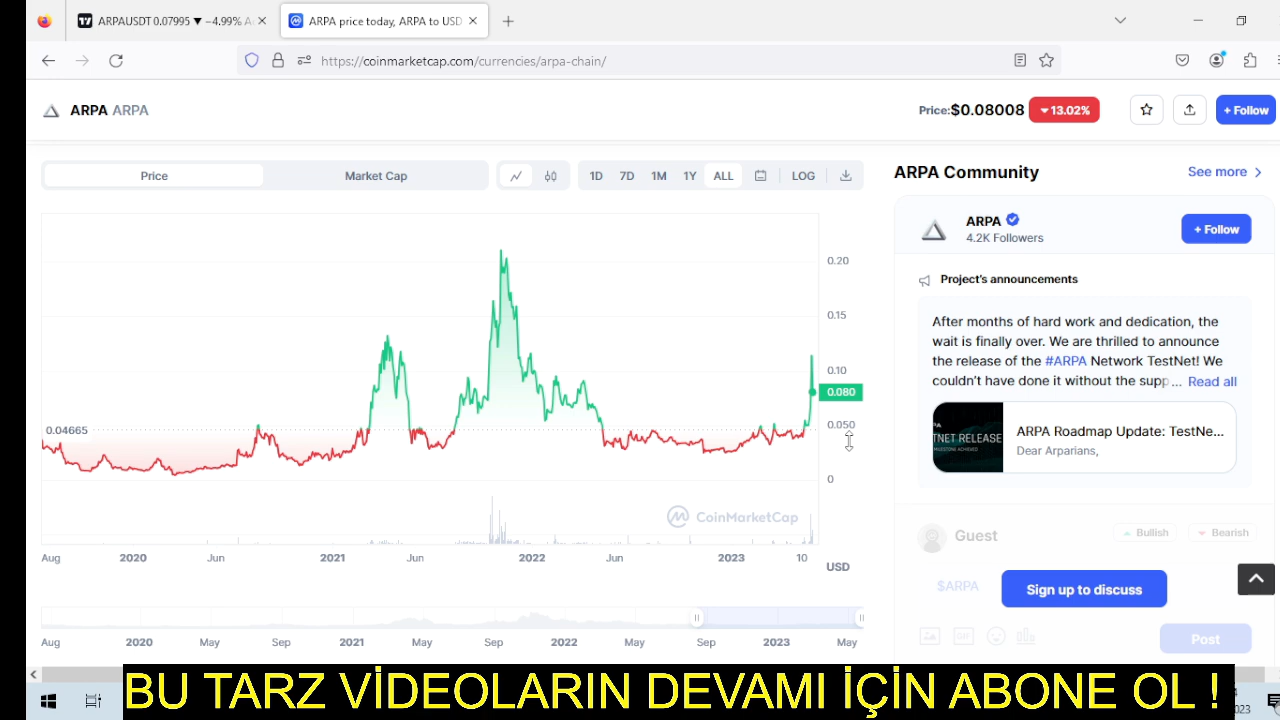 ARPAUSDT 0.07995 ▼ −4.99%
ARPA price today, ARPA to USD
https://coinmarketcap.com/currencies/arpa-chain/
ARPA ARPA
Price:$0.08008 13.02%
+ Follow
Price
Market Cap
1D 7D 1M 1Y ALL LOG
0.20
0.15
0.10
0.080
0.050
0
0.04665
CoinMarketCap
Aug 2020 Jun 2021 Jun 2022 Jun 2023 10
USD
Aug 2020 May Sep 2021 May Sep 2022 May Sep 2023 May
ARPA Community
See more
ARPA
4.2K Followers
+ Follow
Project's announcements
After months of hard work and dedication, the
wait is finally over. We are thrilled to announce
the release of the #ARPA Network TestNet! We
couldn't have done it without the supp ... Read all
TNET RELEASE
ARPA Roadmap Update: TestNe...
Dear Arparians,
Guest
Bullish
Bearish
$ARPA
Sign up to discuss
GIF
Post
BU TARZ VİDEOLARIN DEVAMI İÇİN ABONE OL !